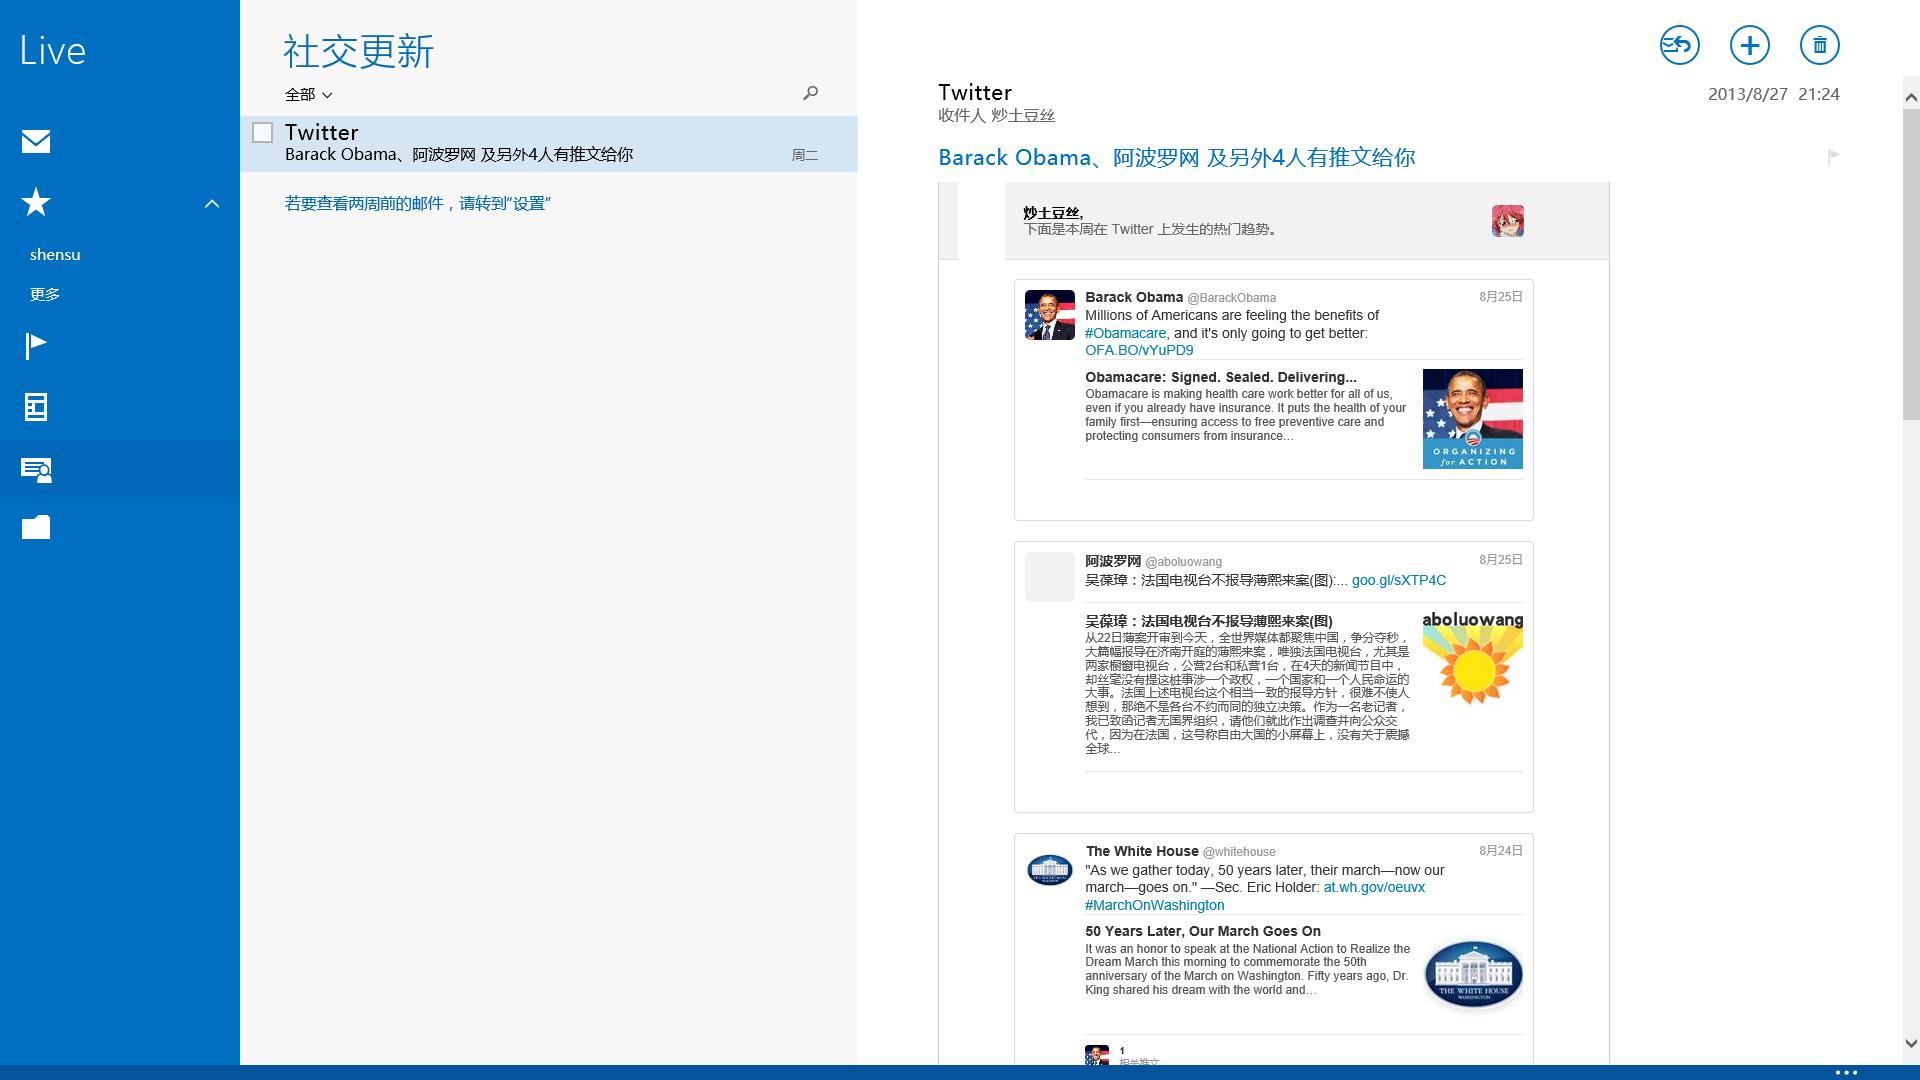 Live
社交更新
全部
Twitter
Barack Obama、阿波罗网 及另外4人有推文给你
周二
若要查看两周前的邮件，请转到“设置”
shensu
更多
Twitter
2013/8/27 21:24
收件人 炒土豆丝
Barack Obama、阿波罗网 及另外4人有推文给你
炒土豆丝,
下面是本周在 Twitter 上发生的热门趋势。
Barack Obama @BarackObama 8月25日
Millions of Americans are feeling the benefits of
#Obamacare, and it's only going to get better:
OFA.BO/vYuPD9
Obamacare: Signed. Sealed. Delivering...
Obamacare is making health care work better for all of us,
even if you already have insurance. It puts the health of your
family first—ensuring access to free preventive care and
protecting consumers from insurance…
ORGANIZING
for ACTION
阿波罗网 @aboluowang 8月25日
吴葆璋：法国电视台不报导薄熙来案(图):... goo.gl/sXTP4C
吴葆璋：法国电视台不报导薄熙来案(图)
aboluowang
从22日薄案开审到今天，全世界媒体都聚焦中国，争分夺秒，
大篇幅报导在济南开庭的薄熙来案，唯独法国电视台，尤其是
两家橱窗电视台，公营2台和私营1台，在4天的新闻节目中，
却丝毫没有提这桩事涉一个政权，一个国家和一个人民命运的
大事。法国上述电视台这个相当一致的报导方针，很难不使人
想到，那绝不是各台不约而同的独立决策。作为一名老记者，
我已致函记者无国界组织，请他们就此作出调查并向公众交
代，因为在法国，这号称自由大国的小屏幕上，没有关于震撼
全球…
The White House @whitehouse 8月24日
"As we gather today, 50 years later, their march—now our
march—goes on." —Sec. Eric Holder: at.wh.gov/oeuvx
#MarchOnWashington
50 Years Later, Our March Goes On
It was an honor to speak at the National Action to Realize the
Dream March this morning to commemorate the 50th
anniversary of the March on Washington. Fifty years ago, Dr.
King shared his dream with the world and…
THE WHITE HOUSE
WASHINGTON
1
相关推文